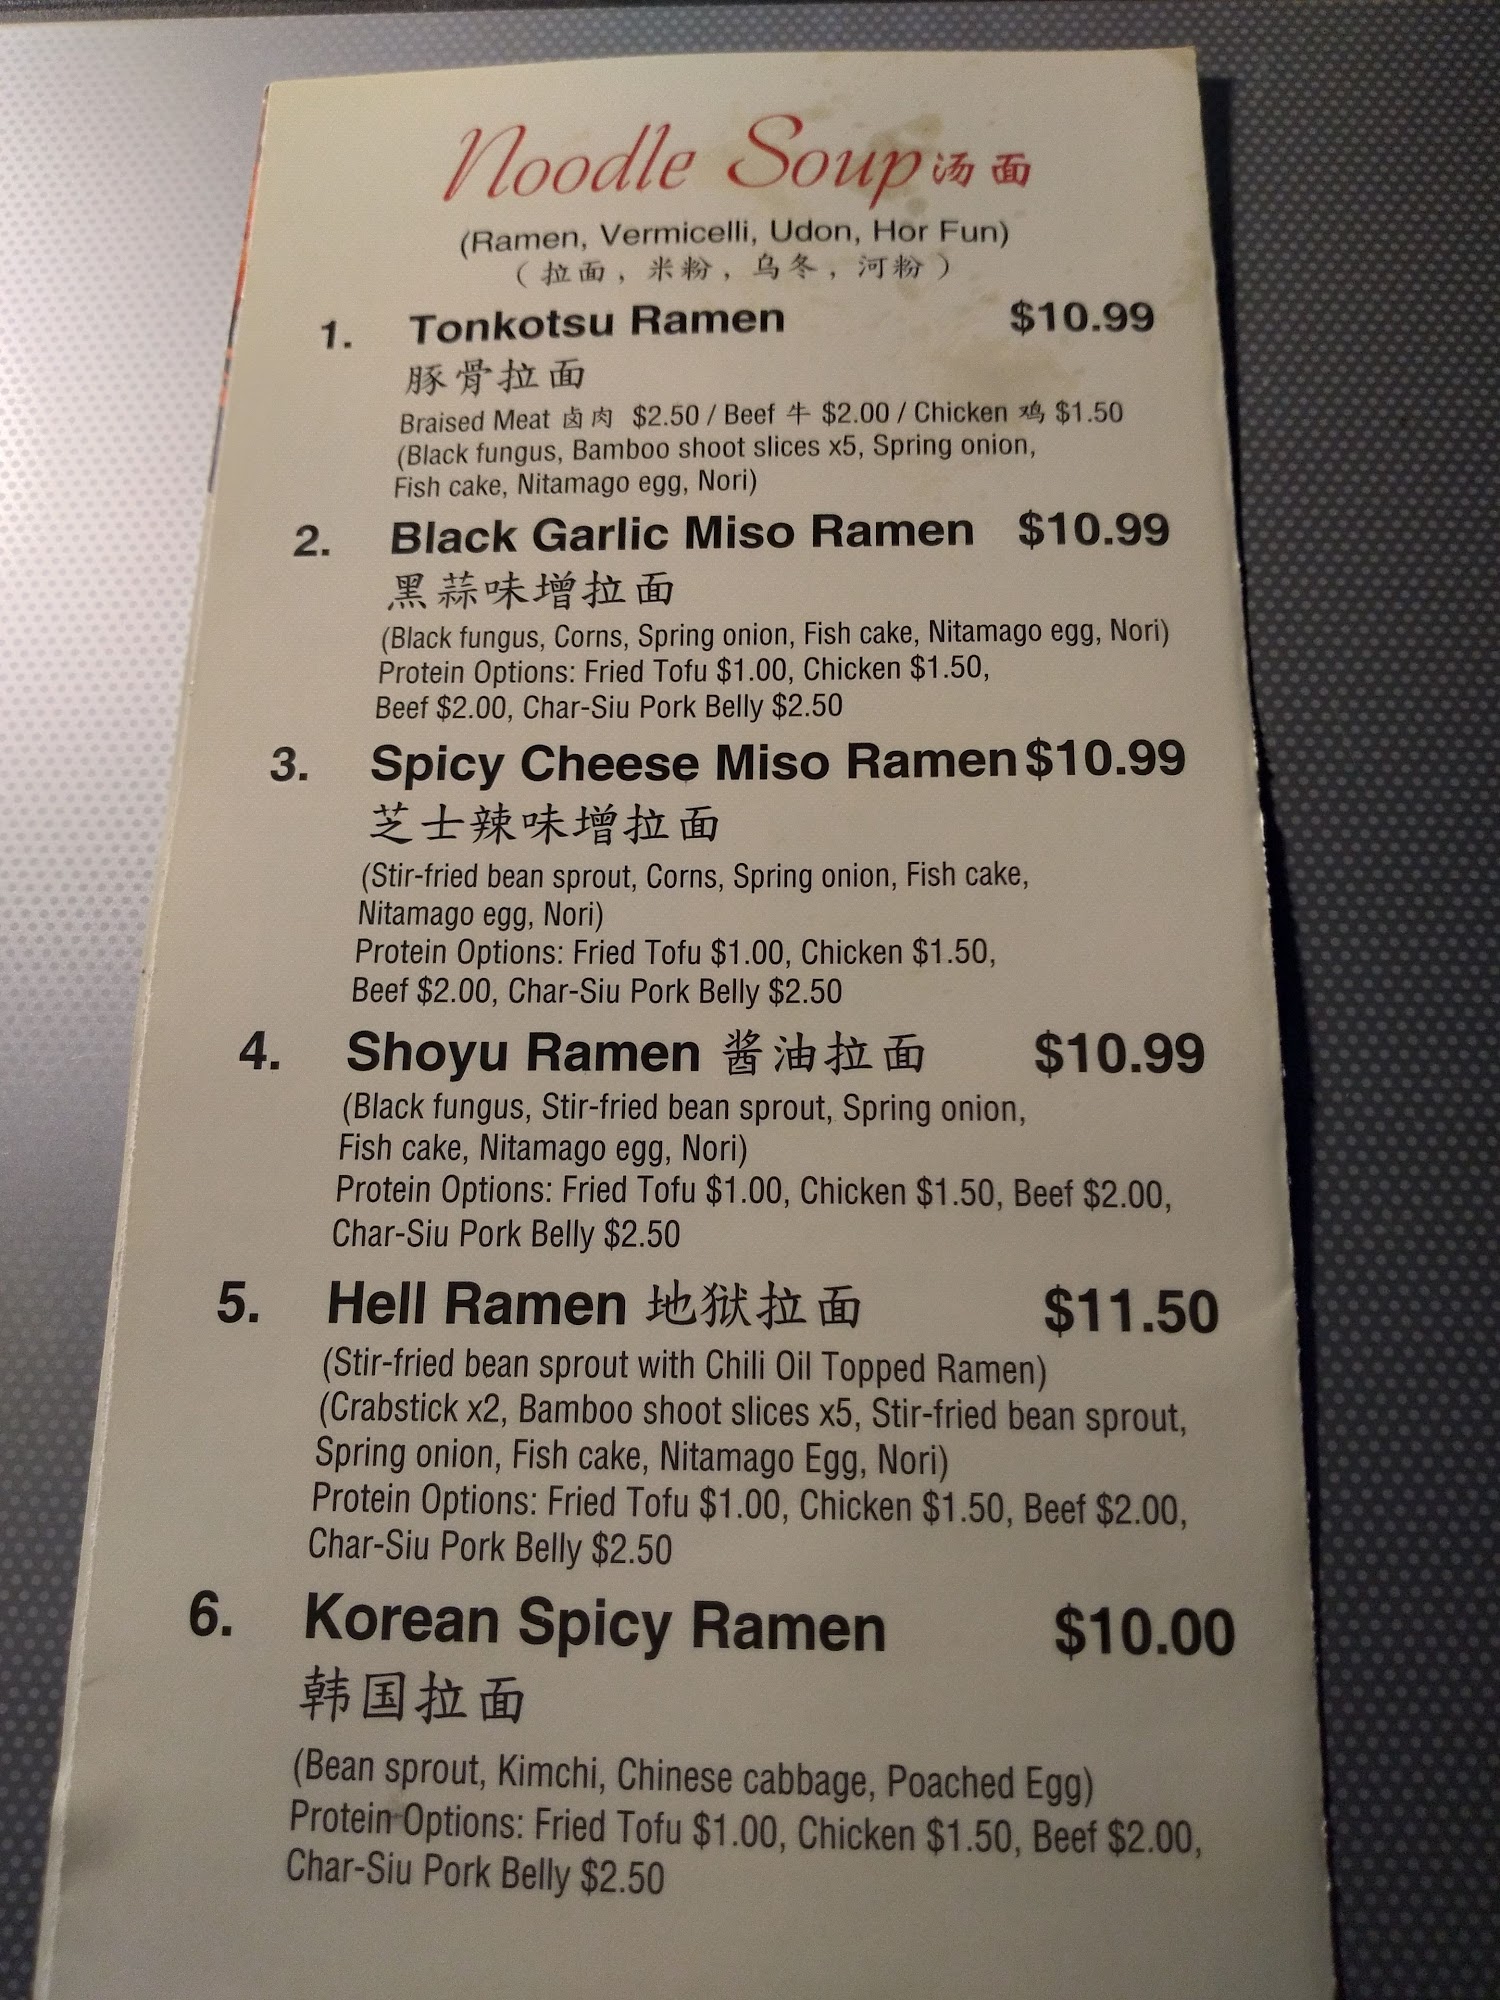 Noodle Soup 汤面
(Ramen, Vermicelli, Udon, Hor Fun)
(拉面, 米粉, 乌冬, 河粉)
1. Tonkotsu Ramen $10.99
豚骨拉面
Braised Meat 卤肉 $2.50 / Beef 牛 $2.00 / Chicken 鸡 $1.50
(Black fungus, Bamboo shoot slices x5, Spring onion,
Fish cake, Nitamago egg, Nori)
2. Black Garlic Miso Ramen $10.99
黑蒜味增拉面
(Black fungus, Corns, Spring onion, Fish cake, Nitamago egg, Nori)
Protein Options: Fried Tofu $1.00, Chicken $1.50,
Beef $2.00, Char-Siu Pork Belly $2.50
3. Spicy Cheese Miso Ramen $10.99
芝士辣味增拉面
(Stir-fried bean sprout, Corns, Spring onion, Fish cake,
Nitamago egg, Nori)
Protein Options: Fried Tofu $1.00, Chicken $1.50,
Beef $2.00, Char-Siu Pork Belly $2.50
4. Shoyu Ramen 酱油拉面 $10.99
(Black fungus, Stir-fried bean sprout, Spring onion,
Fish cake, Nitamago egg, Nori)
Protein Options: Fried Tofu $1.00, Chicken $1.50, Beef $2.00,
Char-Siu Pork Belly $2.50
5. Hell Ramen 地狱拉面 $11.50
(Stir-fried bean sprout with Chili Oil Topped Ramen)
(Crabstick x2, Bamboo shoot slices x5, Stir-fried bean sprout,
Spring onion, Fish cake, Nitamago Egg, Nori)
Protein Options: Fried Tofu $1.00, Chicken $1.50, Beef $2.00,
Char-Siu Pork Belly $2.50
6. Korean Spicy Ramen $10.00
韩国拉面
(Bean sprout, Kimchi, Chinese cabbage, Poached Egg)
Protein Options: Fried Tofu $1.00, Chicken $1.50, Beef $2.00,
Char-Siu Pork Belly $2.50